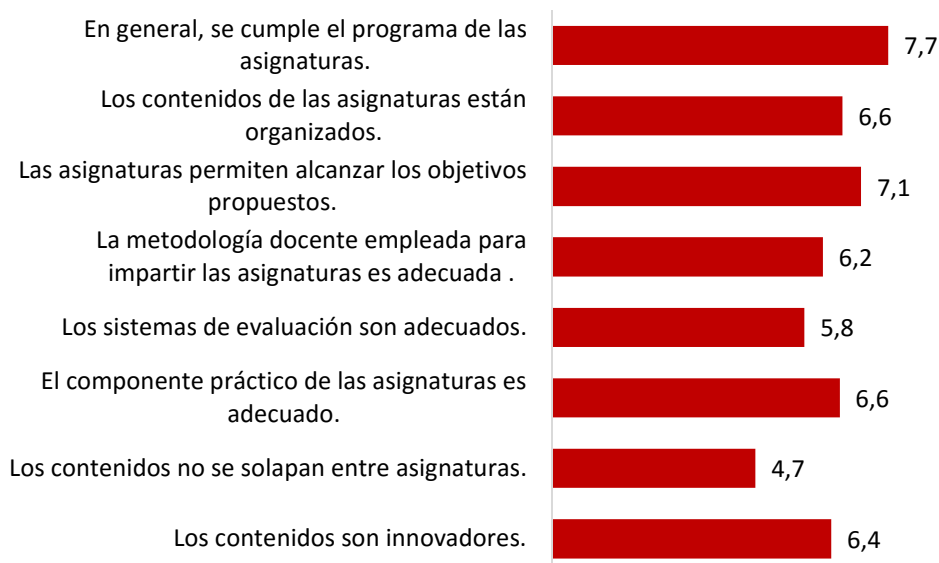 En general, se cumple el programa de las
asignaturas.
7,7
Los contenidos de las asignaturas están
organizados.
6,6
Las asignaturas permiten alcanzar los objetivos
propuestos.
7,1
La metodología docente empleada para
impartir las asignaturas es adecuada .
6,2
Los sistemas de evaluación son adecuados.
5,8
El componente práctico de las asignaturas es
adecuado.
6,6
Los contenidos no se solapan entre asignaturas.
4,7
Los contenidos son innovadores.
6,4